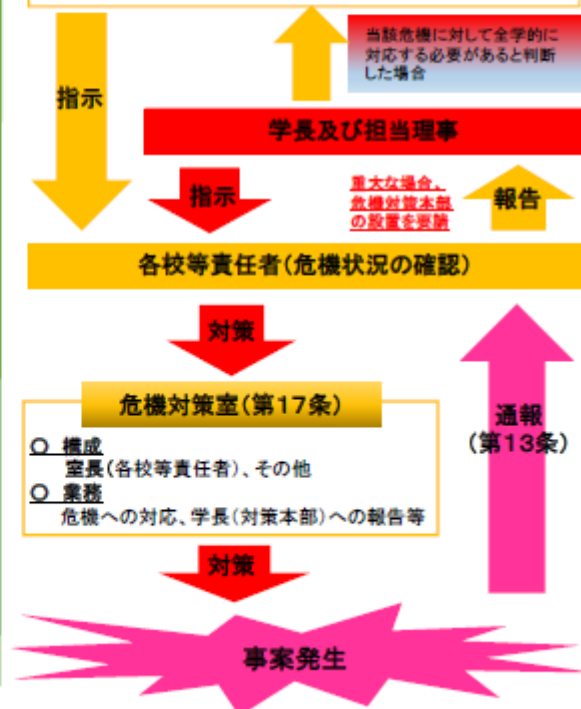 当該危機に対して全学的に
対応する必要があると判断
した場合
指示
学長及び担当理事
指示
重大な場合、
危機対策本部
の設置を要請
報告
各校等責任者(危機状況の確認)
対策
危機対策室(第17条)
通報
(第13条)
○ 構成
室長(各校等責任者)、その他
○ 業務
危機への対応、学長(対策本部)への報告等
対策
事案発生